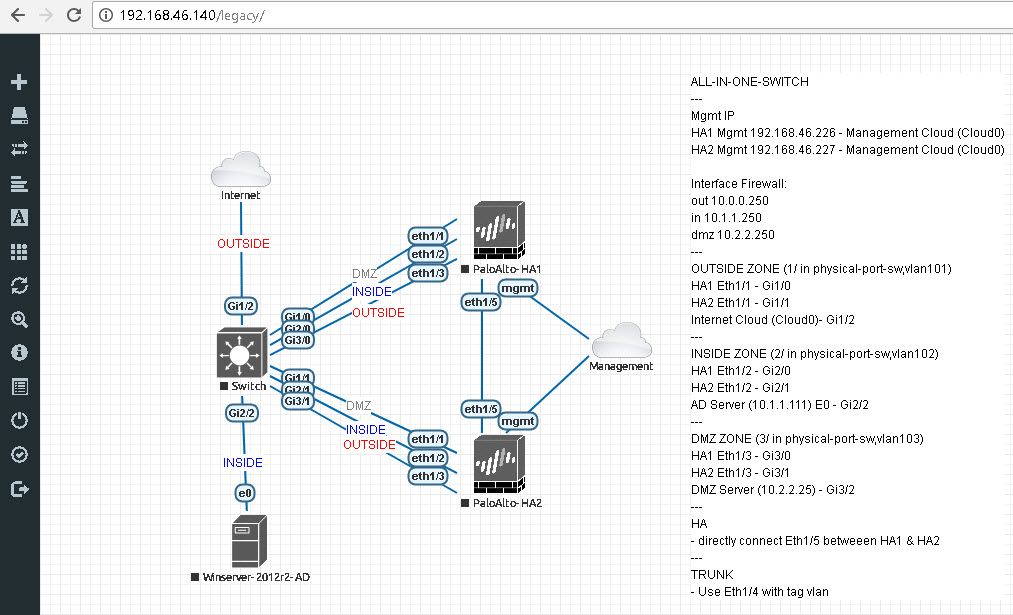 192.168.46.140/legacy/
Internet
OUTSIDE
Gi1/2
Switch
Gi2/2
INSIDE
e0
Winserver-2012r2-AD
Gi1/0
Gi2/0
Gi3/0
DMZ
INSIDE
OUTSIDE
eth1/1
eth1/2
eth1/3
PaloAlto-HA1
mgmt
eth1/5
Management
Gi1/1
Gi2/1
Gi3/1
DMZ
INSIDE
OUTSIDE
eth1/1
eth1/2
eth1/3
eth1/5
mgmt
PaloAlto-HA2
ALL-IN-ONE-SWITCH
---
Mgmt IP
HA1 Mgmt 192.168.46.226 - Management Cloud (Cloud0)
HA2 Mgmt 192.168.46.227 - Management Cloud (Cloud0)
Interface Firewall:
out 10.0.0.250
in 10.1.1.250
dmz 10.2.2.250
---
OUTSIDE ZONE (1/ in physical-port-sw,vlan101)
HA1 Eth1/1 - Gi1/0
HA2 Eth1/1 - Gi1/1
Internet Cloud (Cloud0)- Gi1/2
---
INSIDE ZONE (2/ in physical-port-sw,vlan102)
HA1 Eth1/2 - Gi2/0
HA2 Eth1/2 - Gi2/1
AD Server (10.1.1.111) E0 - Gi2/2
---
DMZ ZONE (3/ in physical-port-sw,vlan103)
HA1 Eth1/3 - Gi3/0
HA2 Eth1/3 - Gi3/1
DMZ Server (10.2.2.25) - Gi3/2
---
HA
- directly connect Eth1/5 betweeen HA1 & HA2
---
TRUNK
- Use Eth1/4 with tag vlan